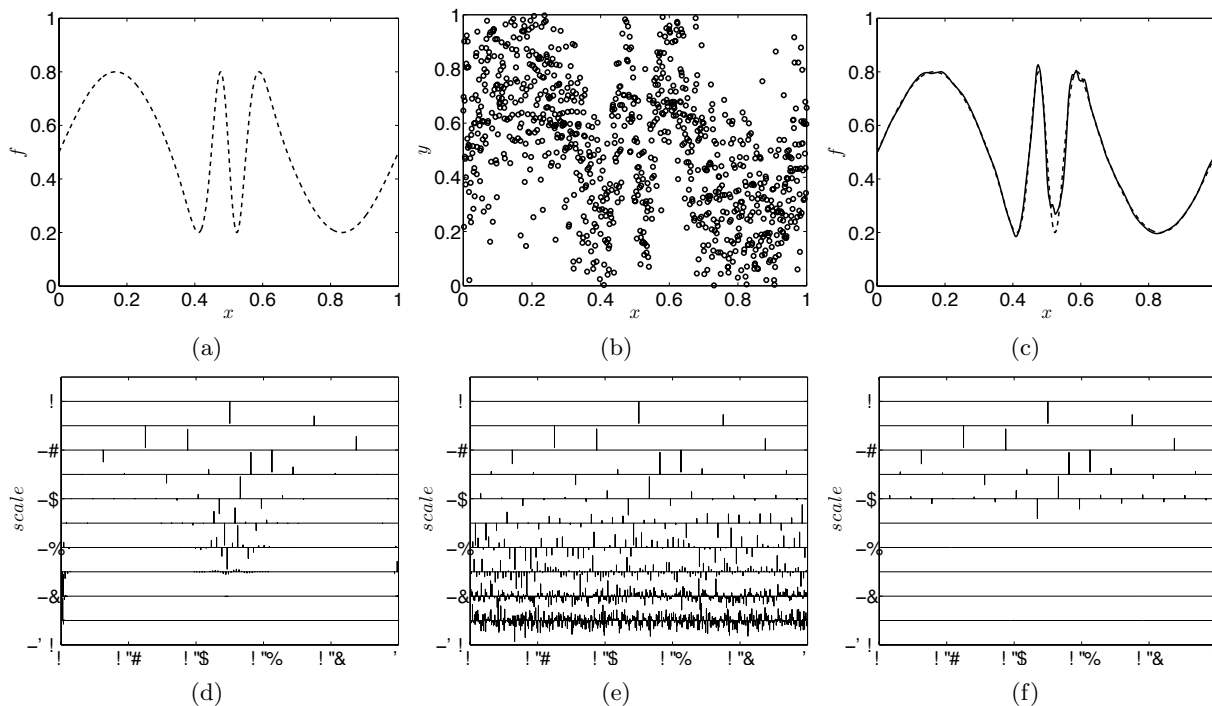 1
0.8
0.6
0.4
0.2
0
f
0 0.2 0.4 0.6 0.8 1
x
(a)
1
0.8
0.6
0.4
0.2
0
y
0 0.2 0.4 0.6 0.8 1
x
(b)
1
0.8
0.6
0.4
0.2
0
f
0 0.2 0.4 0.6 0.8
x
(c)
!
−#
−$
−%
−&
−'!
scale
! !"# !"$ !"% !"& '
(d)
!
−#
−$
−%
−&
−'!
scale
! !"# !"$ !"% !"& '
(e)
!
−#
−$
−%
−&
−'!
scale
! !"# !"$ !"% !"&
(f)